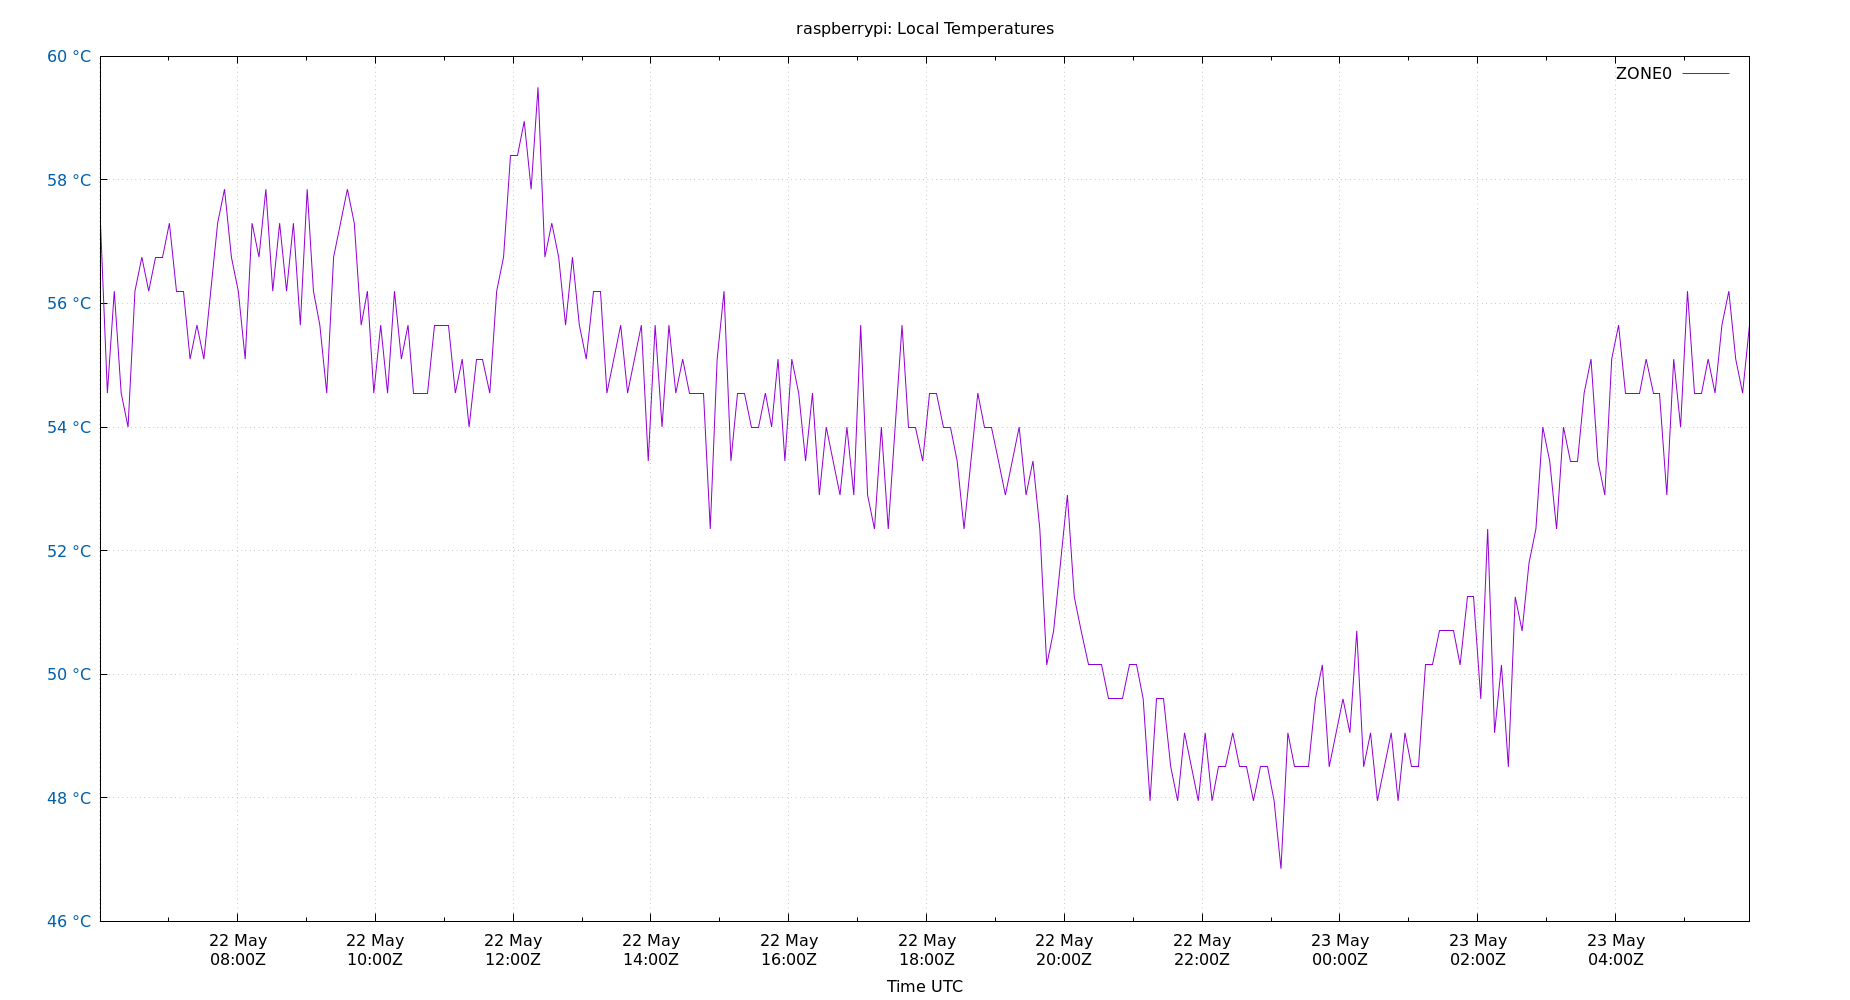 raspberrypi: Local Temperatures
60 °C
58 °C
56 °C
54 °C
52 °C
50 °C
48 °C
46 °C
ZONE0
22 May
08:00Z
22 May
10:00Z
22 May
12:00Z
22 May
14:00Z
22 May
16:00Z
22 May
18:00Z
22 May
20:00Z
22 May
22:00Z
23 May
00:00Z
23 May
02:00Z
23 May
04:00Z
Time UTC